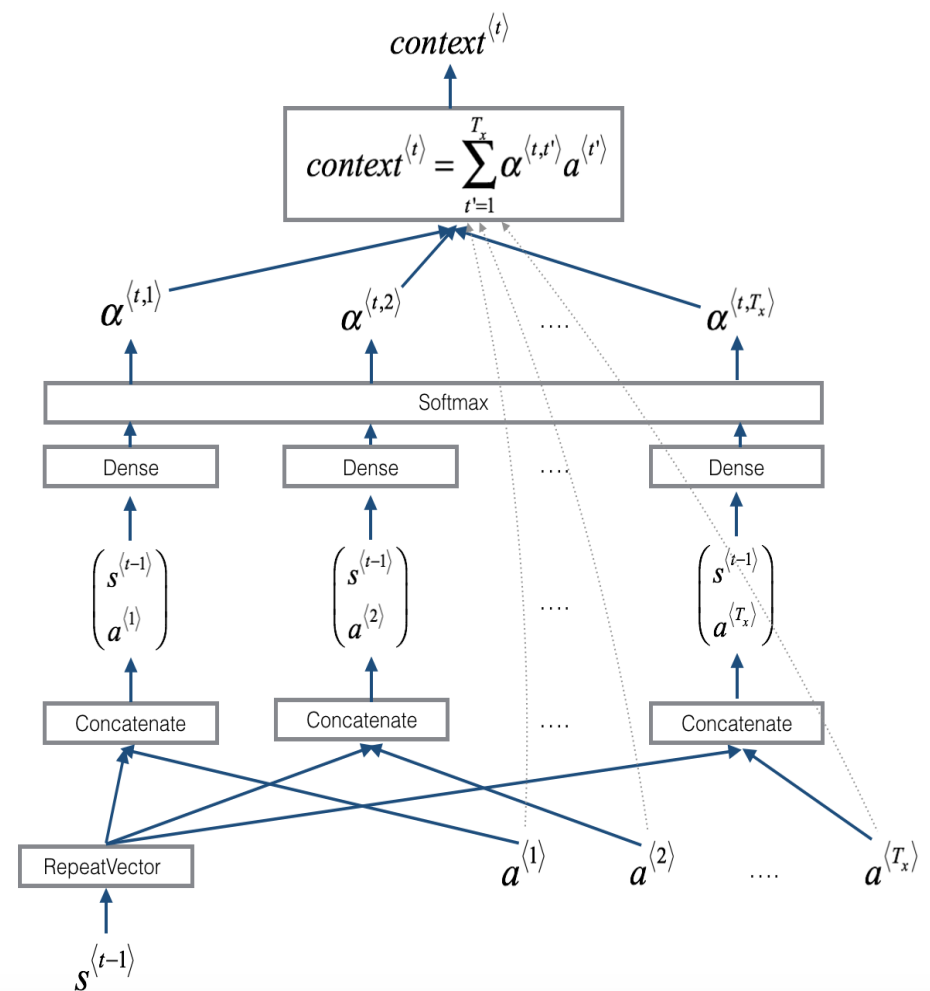 context⟨t⟩
context⟨t⟩ = ∑_{t'=1}^{T_x} α⟨t,t'⟩ a⟨t'⟩
α⟨t,1⟩ α⟨t,2⟩ .... α⟨t,T_x⟩
Softmax
Dense Dense .... Dense
(s⟨t−1⟩ (s⟨t−1⟩ (s⟨t−1⟩
a⟨1⟩) a⟨2⟩) .... a⟨T_x⟩)
Concatenate Concatenate .... Concatenate
RepeatVector a⟨1⟩ a⟨2⟩ .... a⟨T_x⟩
s⟨t−1⟩